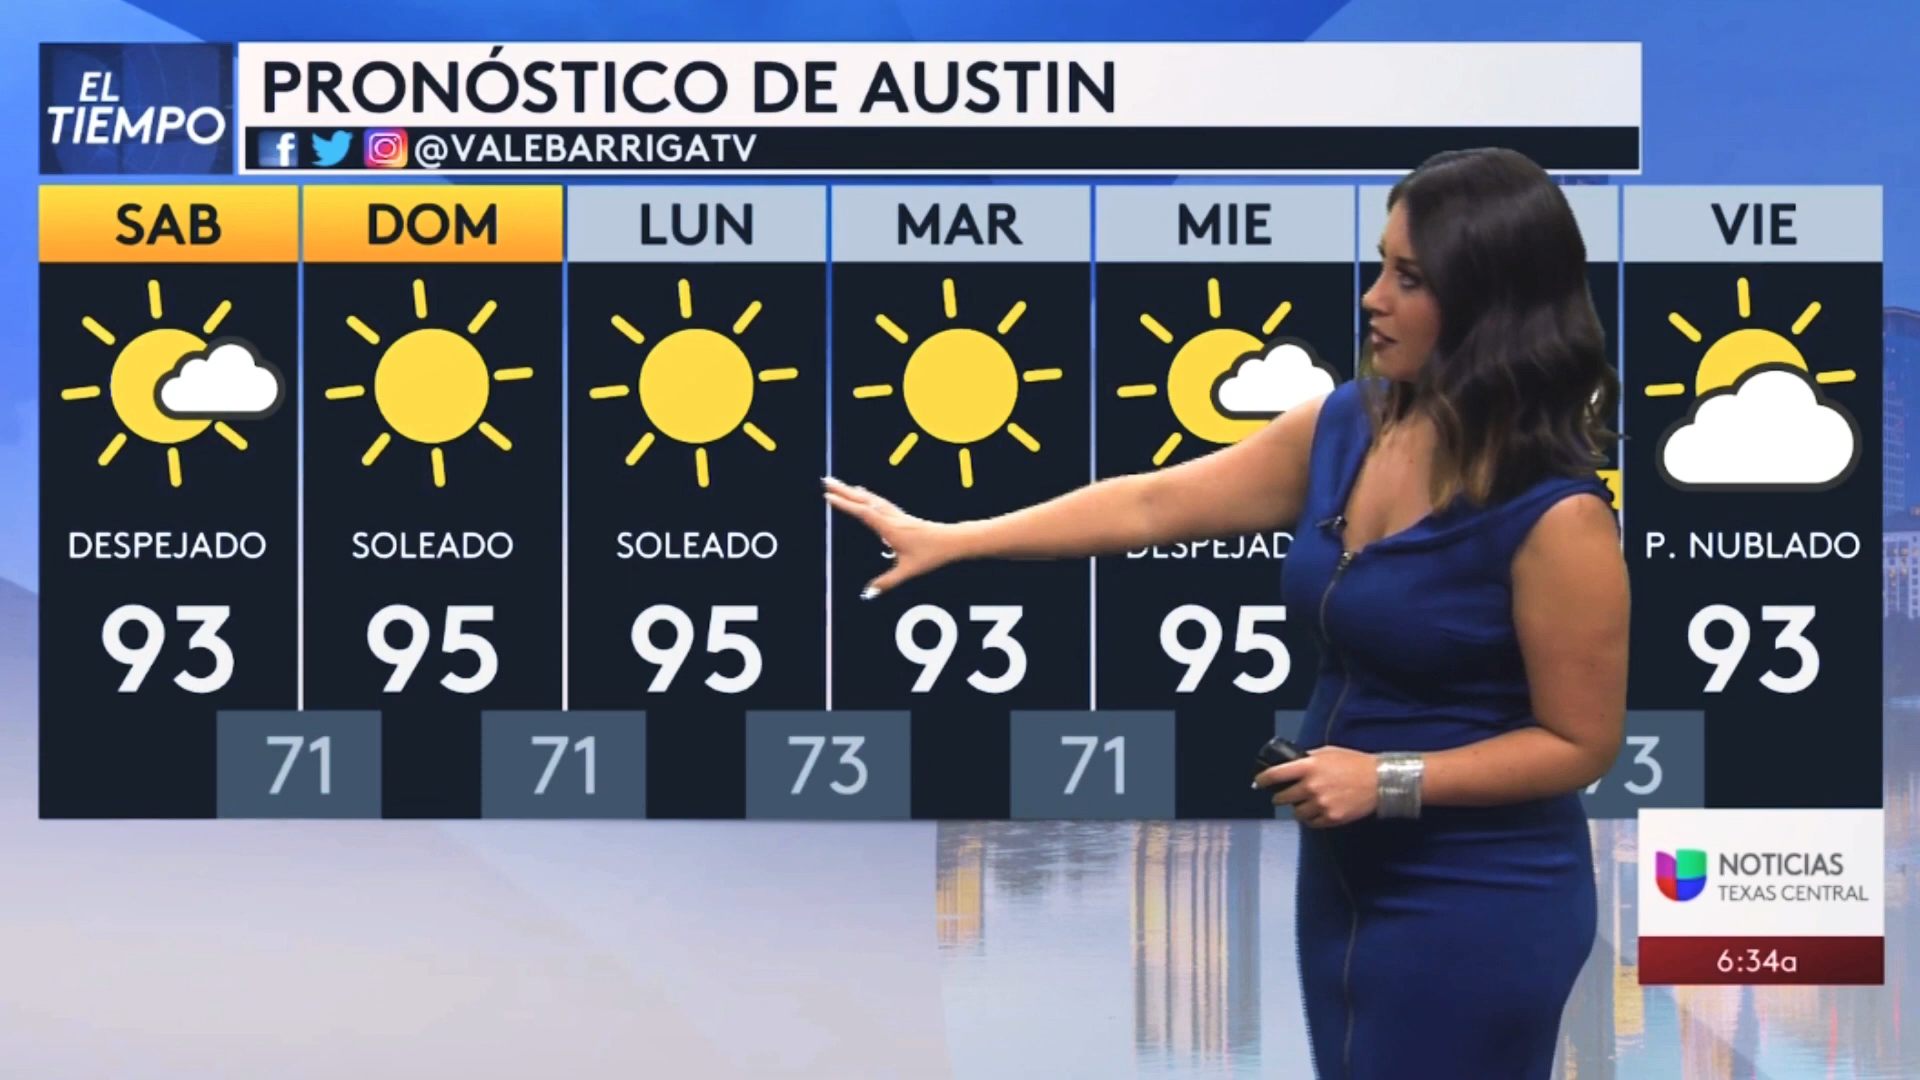 EL
TIEMPO
PRONÓSTICO DE AUSTIN
@VALEBARRIGATV
SAB DOM LUN MAR MIE VIE
DESPEJADO SOLEADO SOLEADO P. NUBLADO
93 95 95 93 95 93
71 71 73 71
NOTICIAS
TEXAS CENTRAL
6:34a